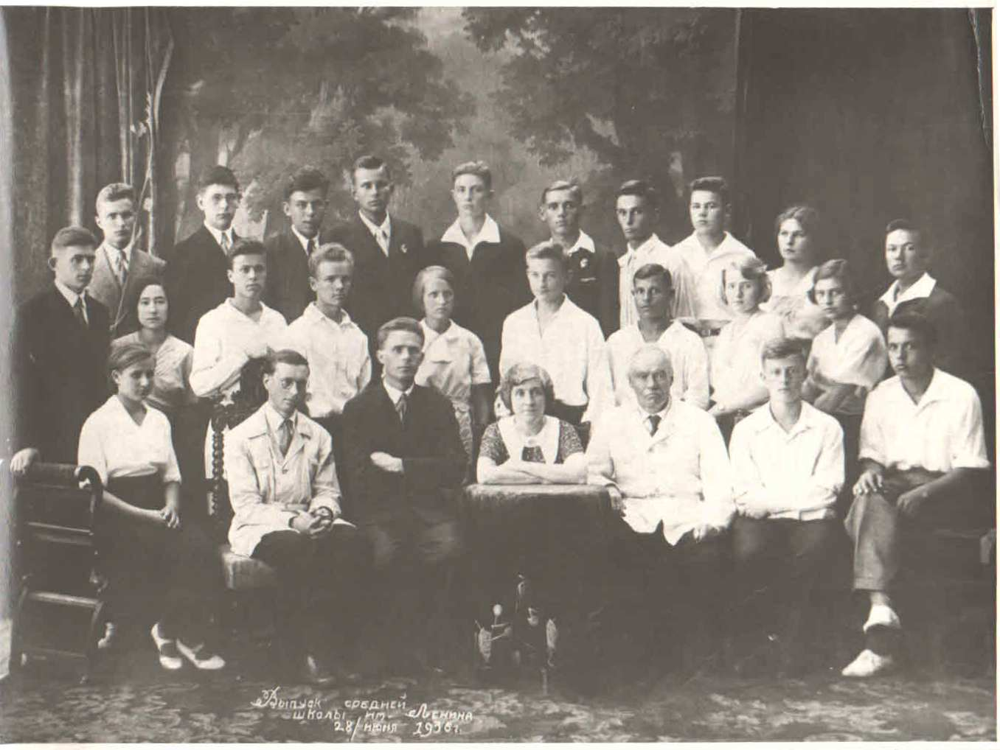 Выпуск средней
школы им. Ленина
28/июня 1936г.